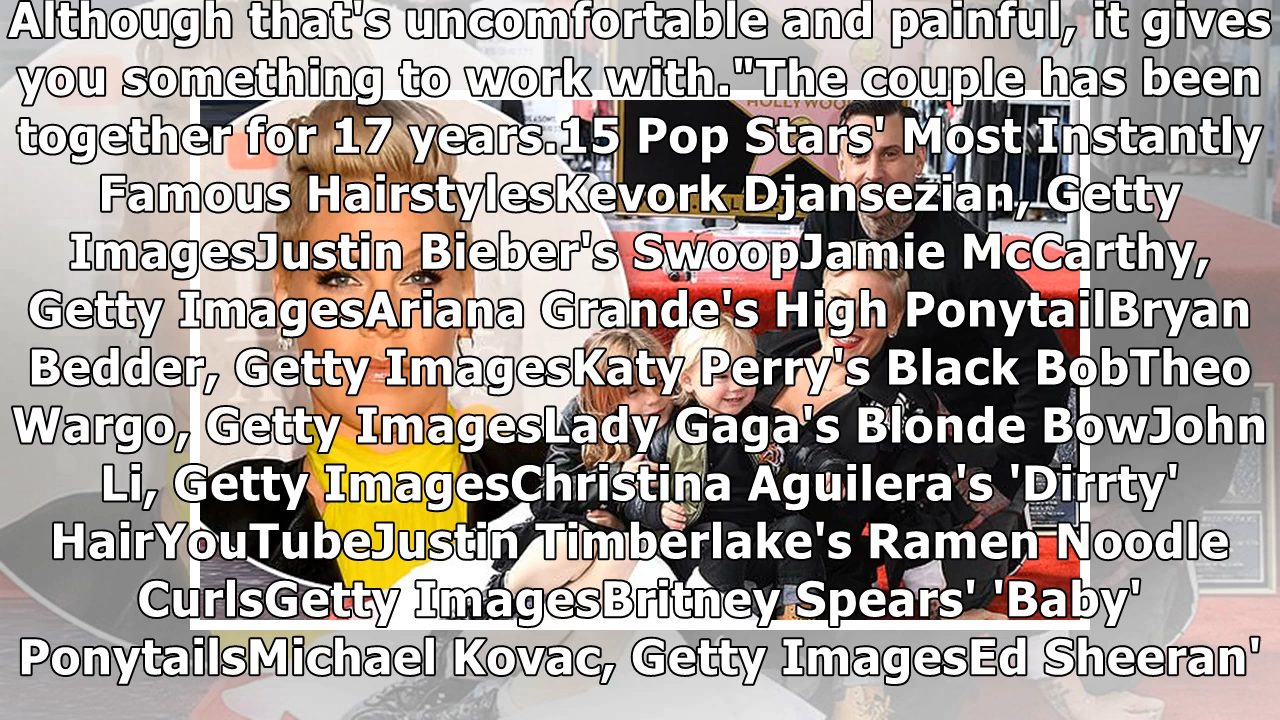 Although that's uncomfortable and painful, it gives
you something to work with."The couple has been
together for 17 years.15 Pop Stars' Most Instantly
Famous HairstylesKevork Djansezian, Getty
ImagesJustin Bieber's SwoopJamie McCarthy,
Getty ImagesAriana Grande's High PonytailBryan
Bedder, Getty ImagesKaty Perry's Black BobTheo
Wargo, Getty ImagesLady Gaga's Blonde BowJohn
Li, Getty ImagesChristina Aguilera's 'Dirrty'
HairYouTubeJustin Timberlake's Ramen Noodle
CurlsGetty ImagesBritney Spears' 'Baby'
PonytailsMichael Kovac, Getty ImagesEd Sheeran'
HOLLYWOO